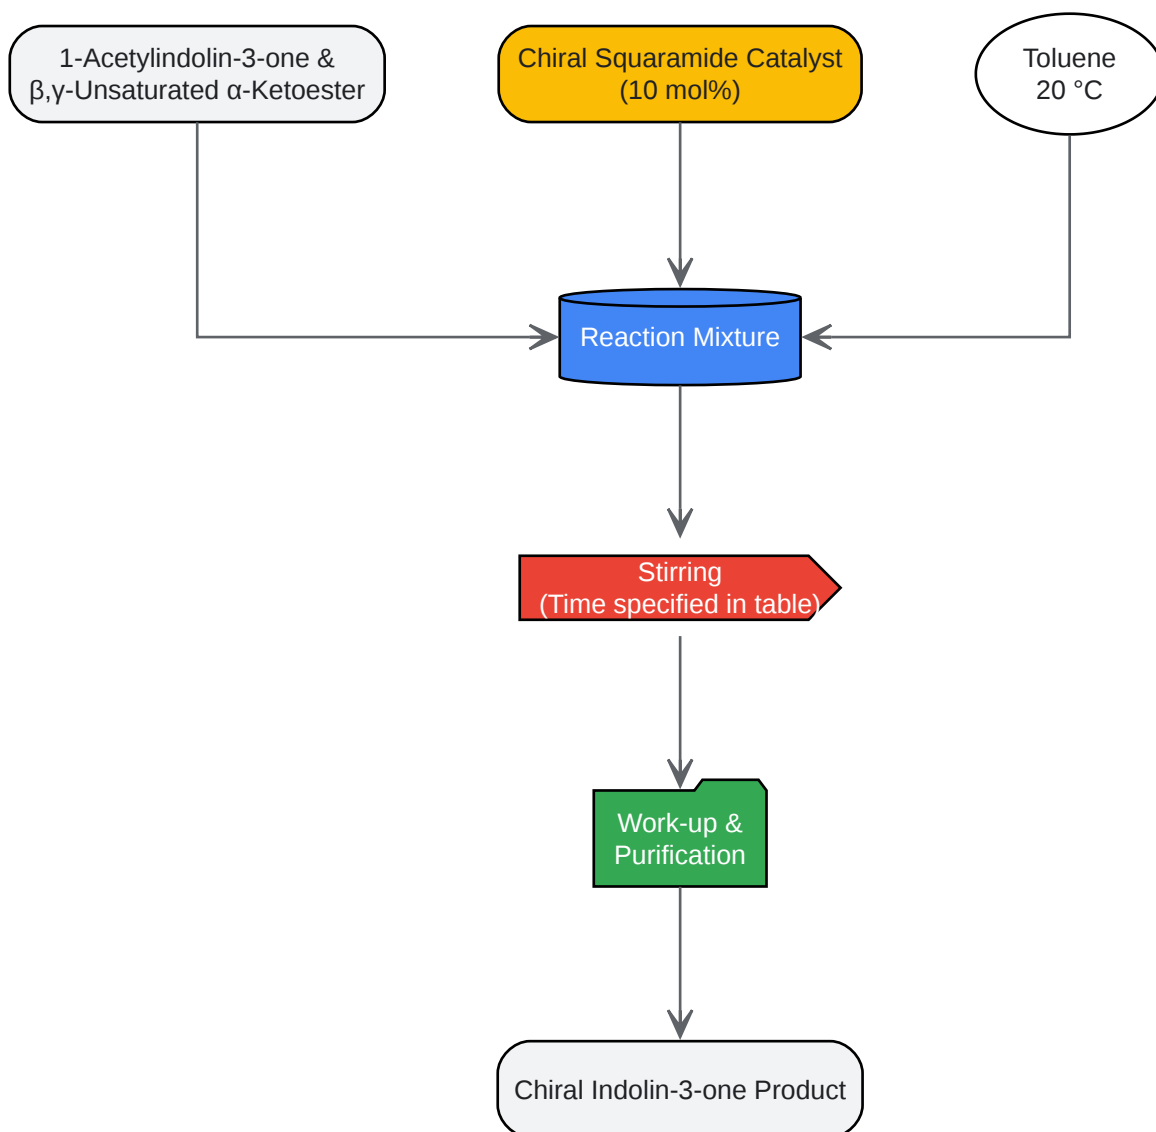 1-Acetylindolin-3-one &
β,γ-Unsaturated α-Ketoester
Chiral Squaramide Catalyst
(10 mol%)
Toluene
20 °C
Reaction Mixture
Stirring
(Time specified in table)
Work-up &
Purification
Chiral Indolin-3-one Product